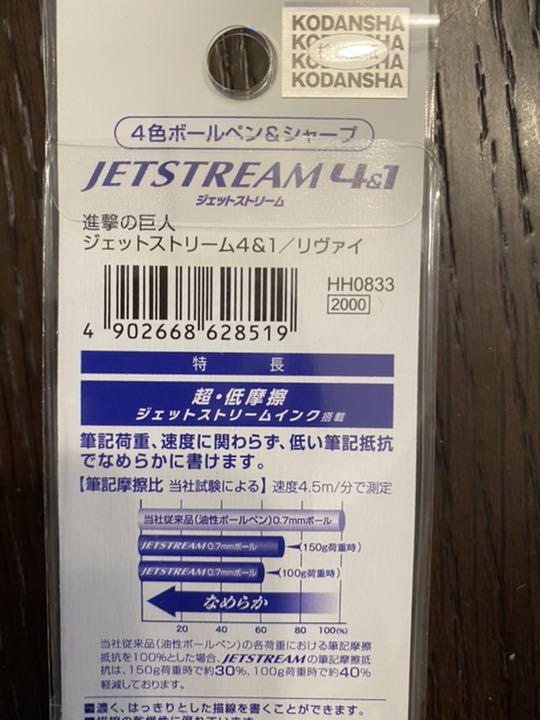 KODANSHA
KODANSHA
KODANSHA
KODANSHA
4色ボールペン&シャープ
JETSTREAM 4&1
ジェットストリーム
進撃の巨人
ジェットストリーム4&1/リヴァイ
HH0833
2000
4 902668 628519
特 長
超・低摩擦
ジェットストリームインク搭載
筆記荷重、速度に関わらず、低い筆記抵抗
でなめらかに書けます。
【筆記摩擦比 当社試験による】速度4.5m/分で測定
当社従来品(油性ボールペン)0.7mmボール
JETSTREAM 0.7mmボール (150g荷重時)
JETSTREAM 0.7mmボール (100g荷重時)
なめらか
20 40 60 80 100(%)
当社従来品(油性ボールペン)の各荷重における筆記摩擦
抵抗を100%とした場合、JETSTREAMの筆記摩擦抵
抗は、150g荷重時で約30%、100g荷重時で約40%
軽減しております。
■濃く、はっきりとした描線を書くことができます。